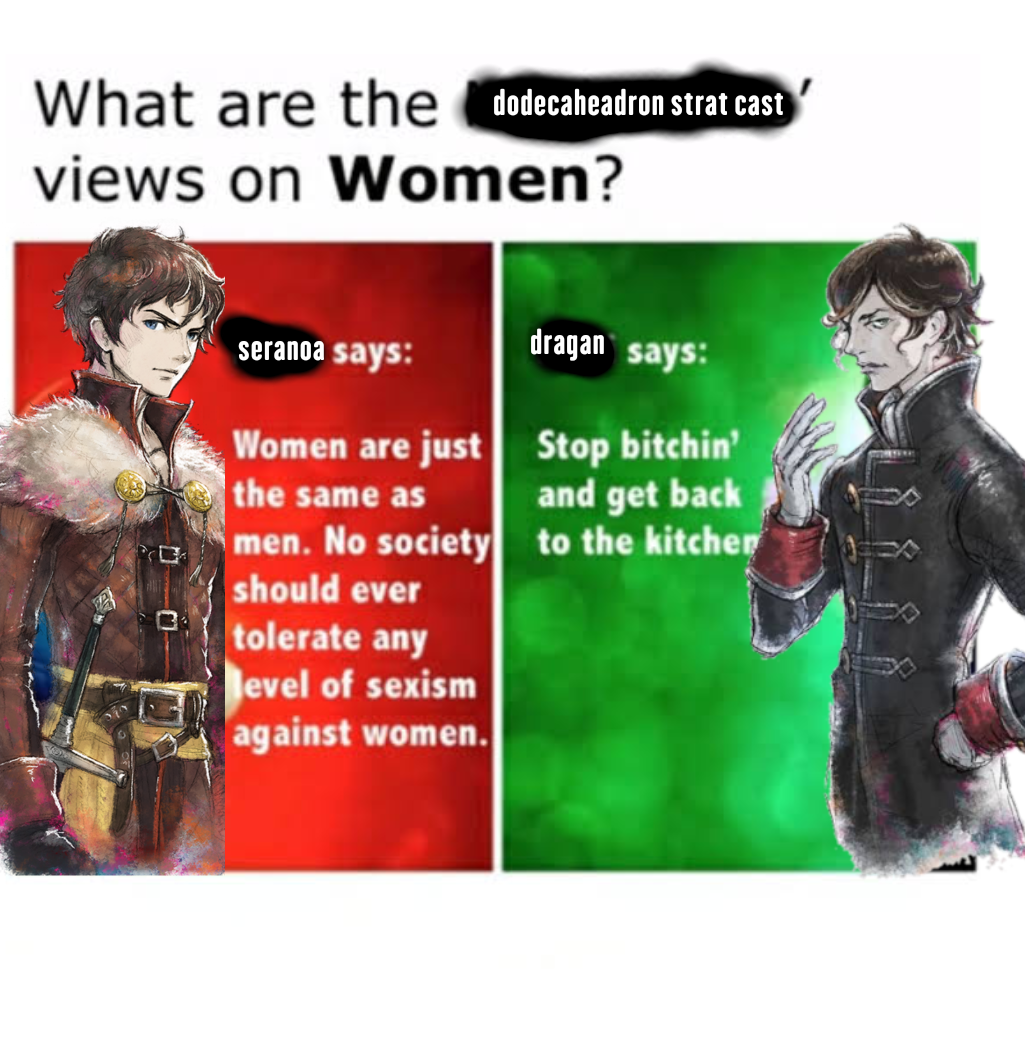 What are the dodecaheadron strat cast’
views on Women?
seranoa says:
Women are just
the same as
men. No society
should ever
tolerate any
level of sexism
against women.
dragan says:
Stop bitchin’
and get back
to the kitchen